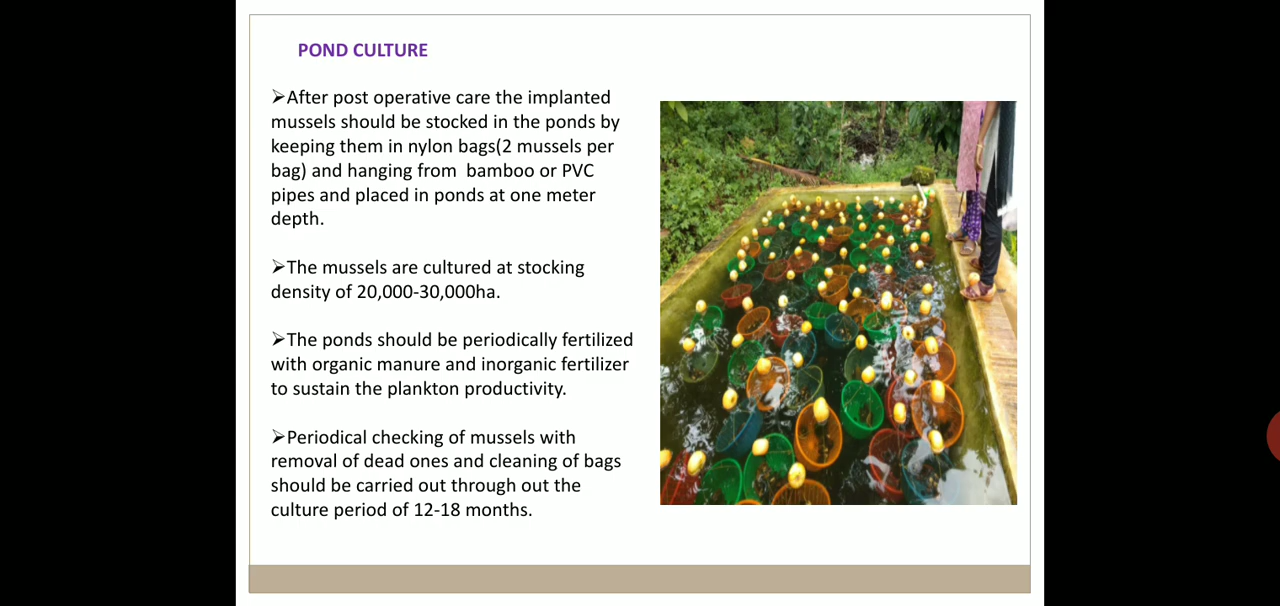 POND CULTURE
➢After post operative care the implanted
mussels should be stocked in the ponds by
keeping them in nylon bags(2 mussels per
bag) and hanging from  bamboo or PVC
pipes and placed in ponds at one meter
depth.
➢The mussels are cultured at stocking
density of 20,000-30,000ha.
➢The ponds should be periodically fertilized
with organic manure and inorganic fertilizer
to sustain the plankton productivity.
➢Periodical checking of mussels with
removal of dead ones and cleaning of bags
should be carried out through out the
culture period of 12-18 months.